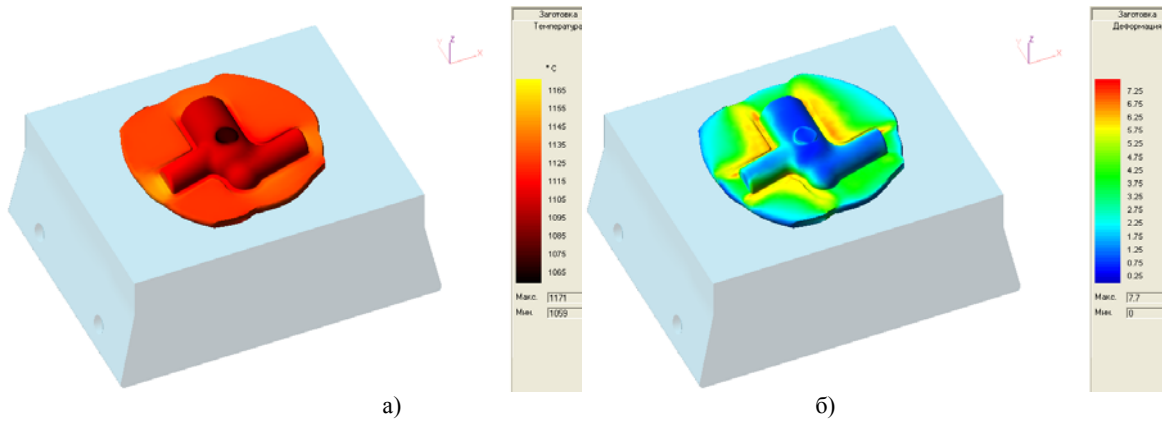 Заготовка
Температура
°C
1165
1155
1145
1135
1125
1115
1105
1095
1085
1075
1065
Макс. 1171
Мин. 1059
Z
Y
X
а)
Заготовка
Деформация
7.25
6.75
6.25
5.75
5.25
4.75
4.25
3.75
3.25
2.75
2.25
1.75
1.25
0.75
0.25
Макс. 7.7
Мин. 0
Z
Y
X
б)